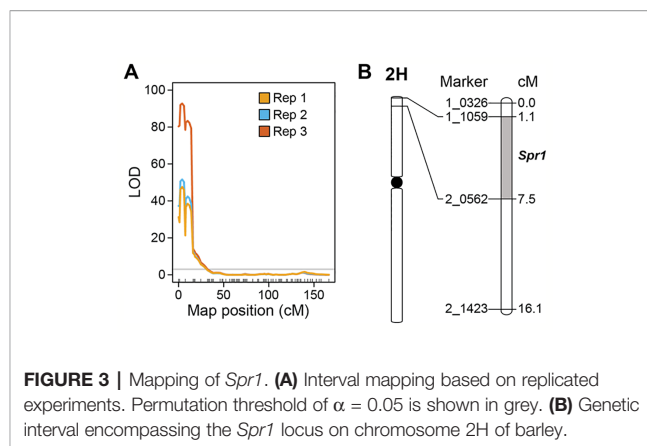 A
100
80
60
40
20
0
LOD
Rep 1
Rep 2
Rep 3
0 50 100 150
Map position (cM)
B
2H
Marker cM
1_0326 0.0
1_1059 1.1
Spr1
2_0562 7.5
2_1423 16.1
FIGURE 3 | Mapping of Spr1. (A) Interval mapping based on replicated
experiments. Permutation threshold of α = 0.05 is shown in grey. (B) Genetic
interval encompassing the Spr1 locus on chromosome 2H of barley.